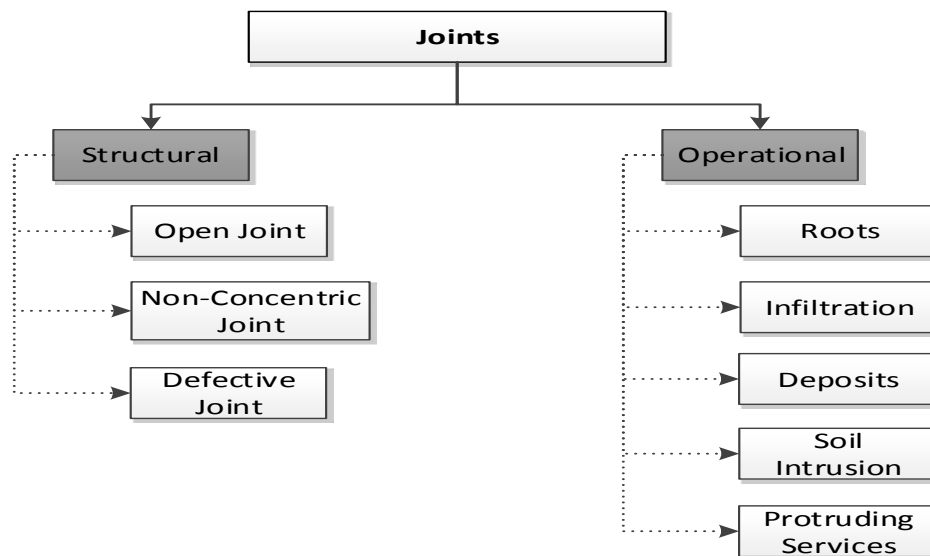 Joints
Structural
Open Joint
Non-Concentric
Joint
Defective
Joint
Operational
Roots
Infiltration
Deposits
Soil
Intrusion
Protruding
Services